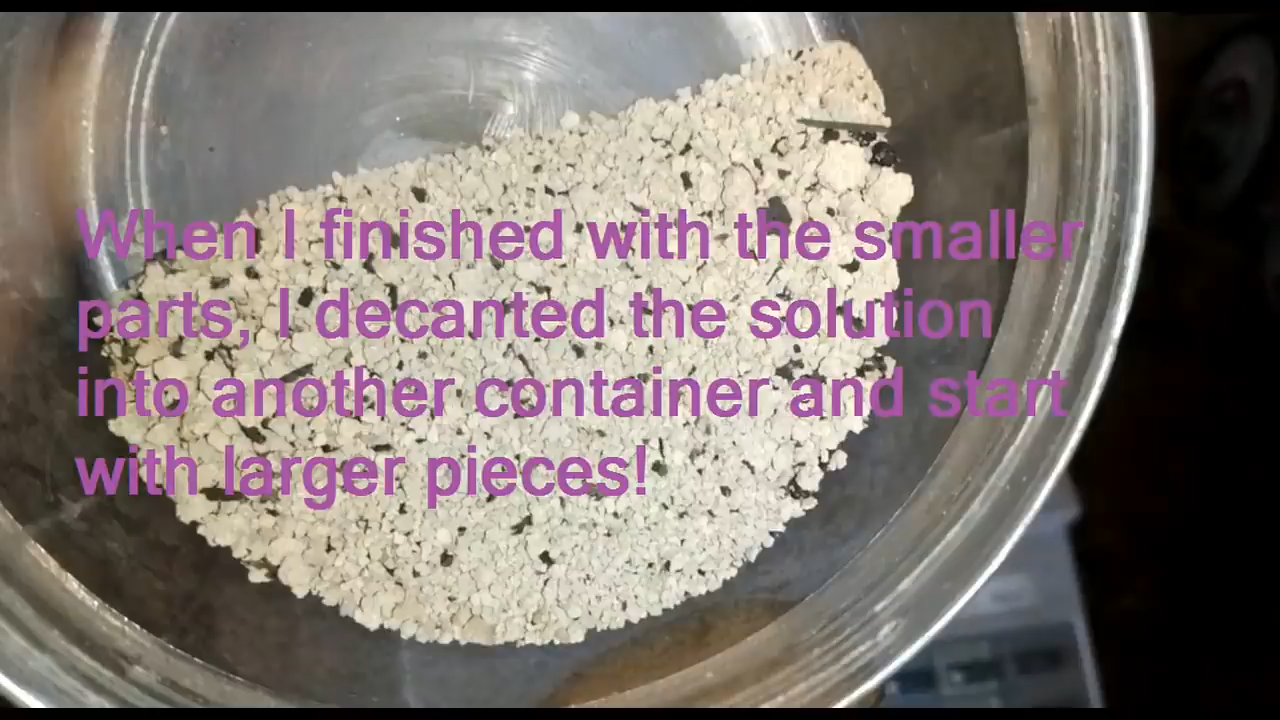 When I finished with the smaller
parts, I decanted the solution
into another container and start
with larger pieces!